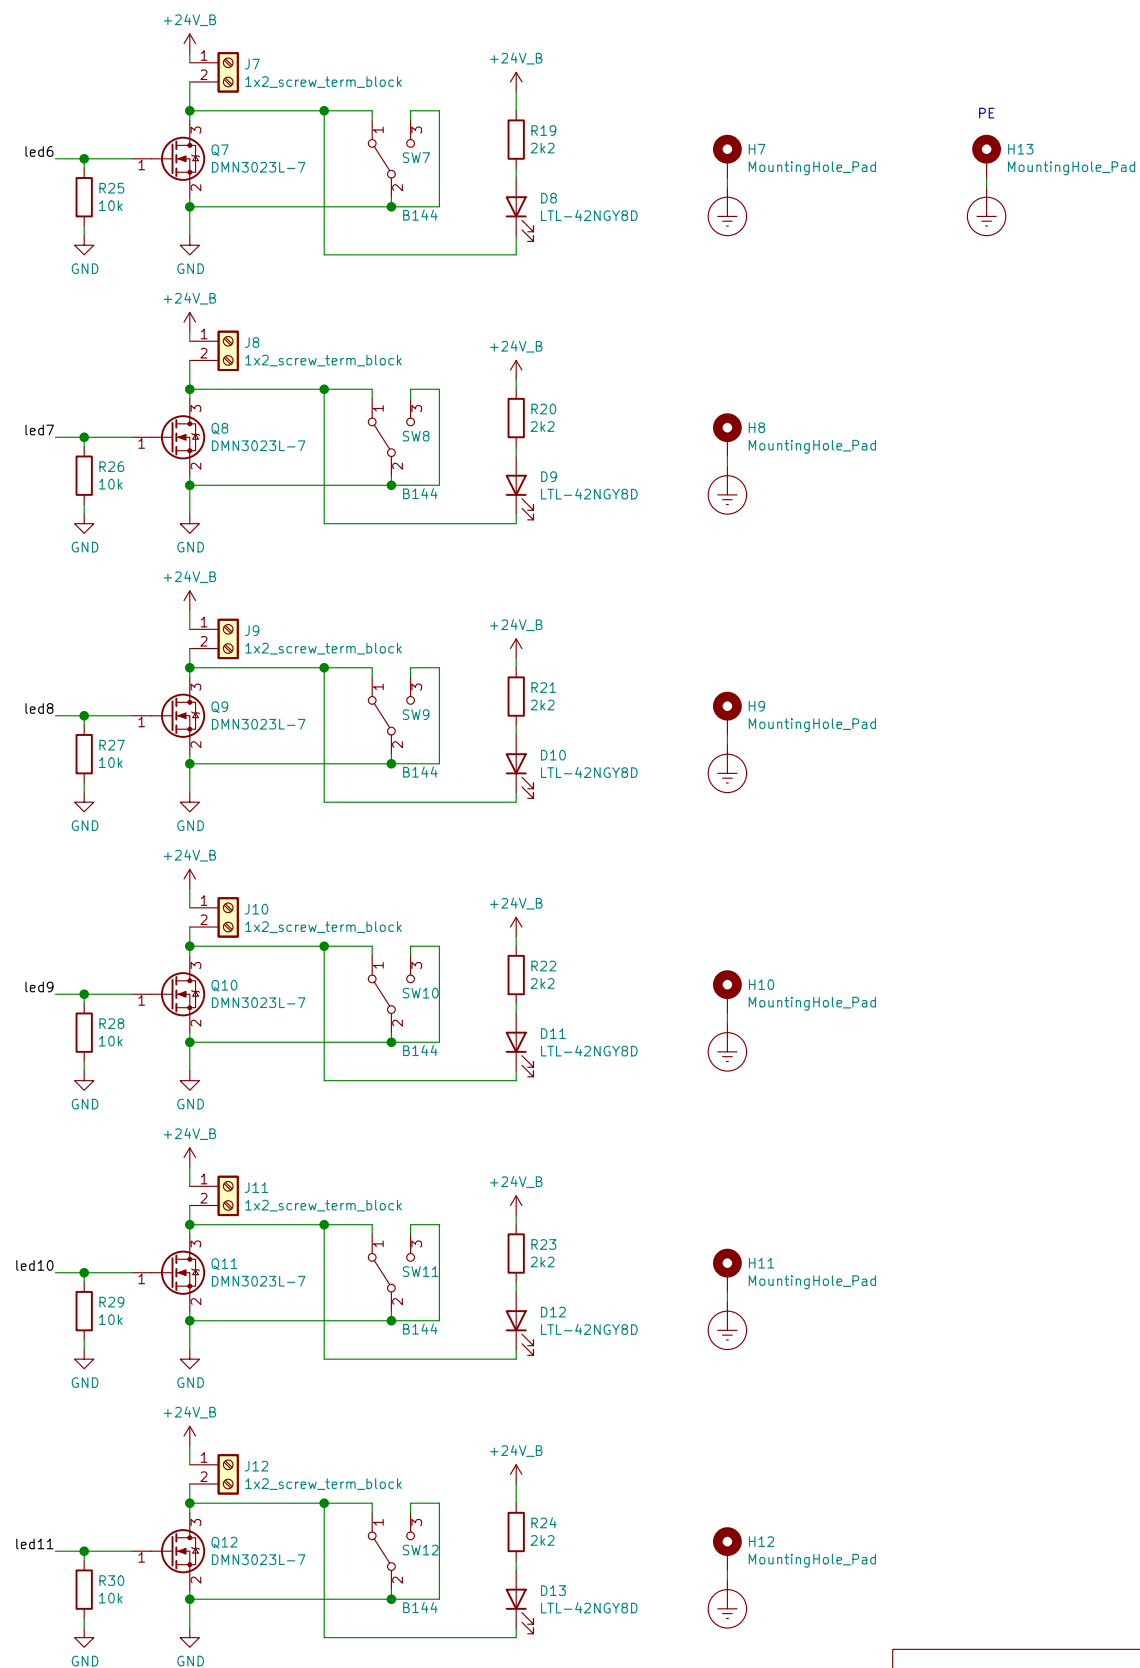 +24V_B
1
2
J7
1x2_screw_term_block
+24V_B
PE
led6
1
3
2
Q7
DMN3023L-7
R25
10k
GND
GND
1
3
2
SW7
B144
R19
2k2
D8
LTL-42NGY8D
H7
MountingHole_Pad
H13
MountingHole_Pad
+24V_B
1
2
J8
1x2_screw_term_block
+24V_B
led7
1
3
2
Q8
DMN3023L-7
R26
10k
GND
GND
1
3
2
SW8
B144
R20
2k2
D9
LTL-42NGY8D
H8
MountingHole_Pad
+24V_B
1
2
J9
1x2_screw_term_block
+24V_B
led8
1
3
2
Q9
DMN3023L-7
R27
10k
GND
GND
1
3
2
SW9
B144
R21
2k2
D10
LTL-42NGY8D
H9
MountingHole_Pad
+24V_B
1
2
J10
1x2_screw_term_block
+24V_B
led9
1
3
2
Q10
DMN3023L-7
R28
10k
GND
GND
1
3
2
SW10
B144
R22
2k2
D11
LTL-42NGY8D
H10
MountingHole_Pad
+24V_B
1
2
J11
1x2_screw_term_block
+24V_B
led10
1
3
2
Q11
DMN3023L-7
R29
10k
GND
GND
1
3
2
SW11
B144
R23
2k2
D12
LTL-42NGY8D
H11
MountingHole_Pad
+24V_B
1
2
J12
1x2_screw_term_block
+24V_B
led11
1
3
2
Q12
DMN3023L-7
R30
10k
GND
GND
1
3
2
SW12
B144
R24
2k2
D13
LTL-42NGY8D
H12
MountingHole_Pad